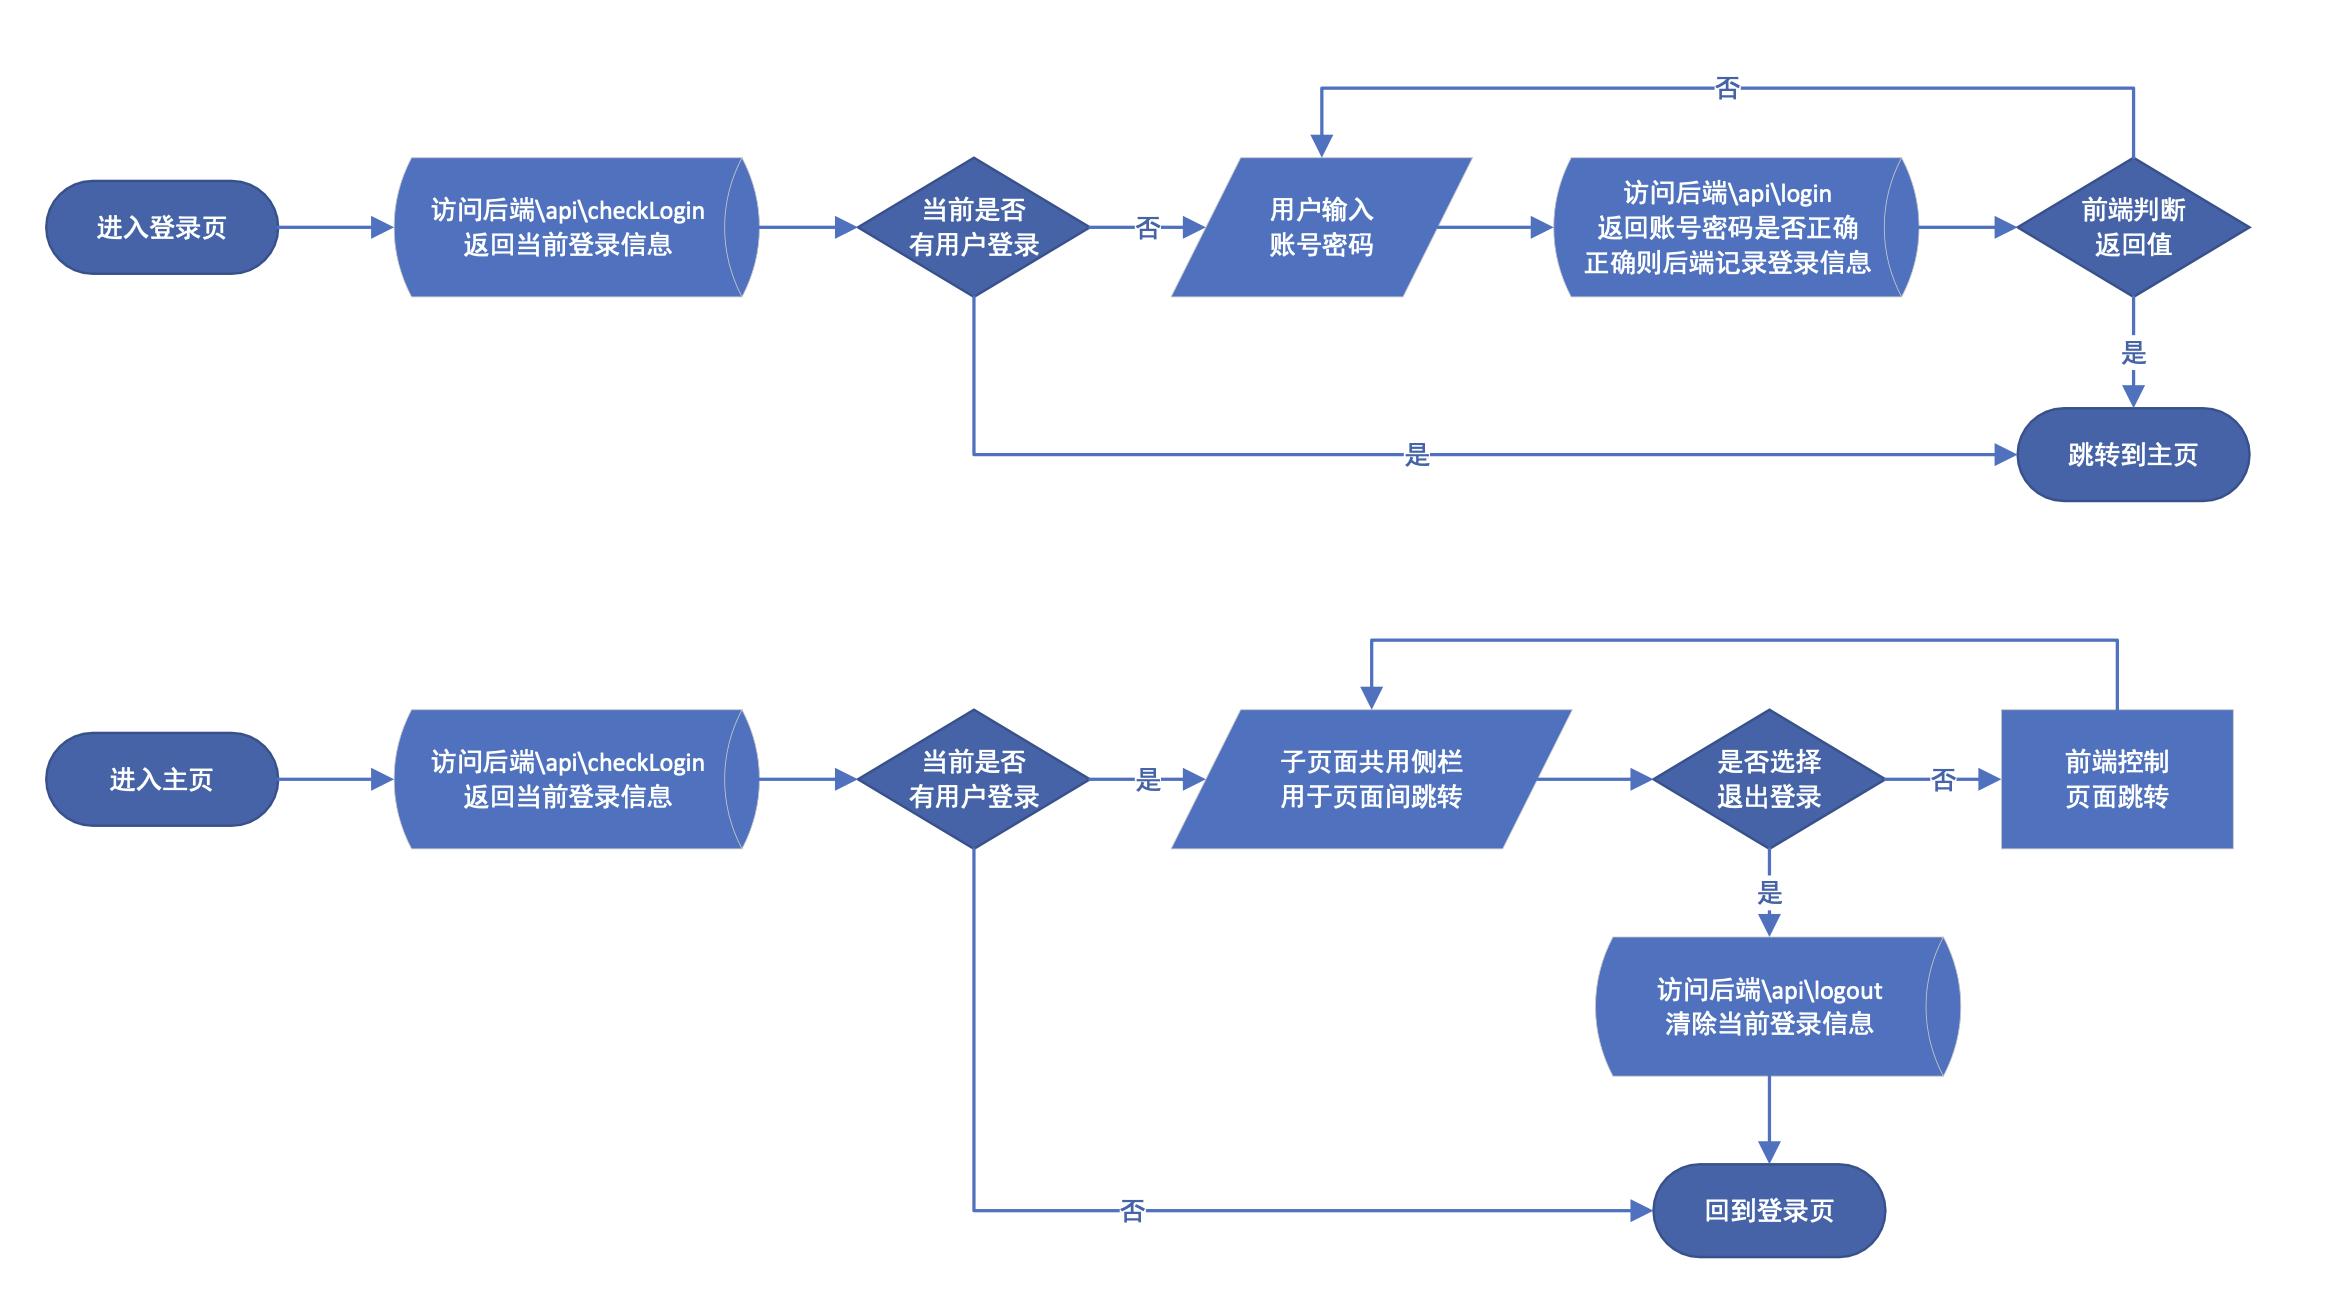 否
进入登录页
访问后端\api\checkLogin
返回当前登录信息
当前是否
有用户登录
否
用户输入
账号密码
访问后端\api\login
返回账号密码是否正确
正确则后端记录登录信息
前端判断
返回值
是
是
跳转到主页
进入主页
访问后端\api\checkLogin
返回当前登录信息
当前是否
有用户登录
是
子页面共用侧栏
用于页面间跳转
是否选择
退出登录
否
前端控制
页面跳转
是
访问后端\api\logout
清除当前登录信息
否
回到登录页